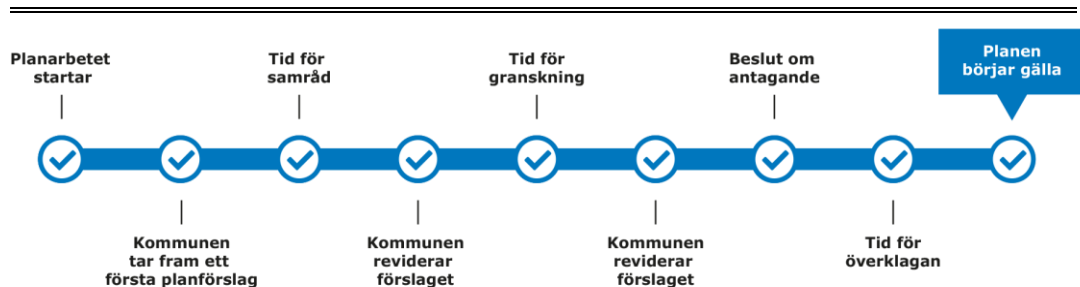 Planarbetet
startar
Kommunen
tar fram ett
första planförslag
Tid för
samråd
Kommunen
reviderar
förslaget
Tid för
granskning
Kommunen
reviderar
förslaget
Beslut om
antagande
Tid för
överklagan
Planen
börjar gälla